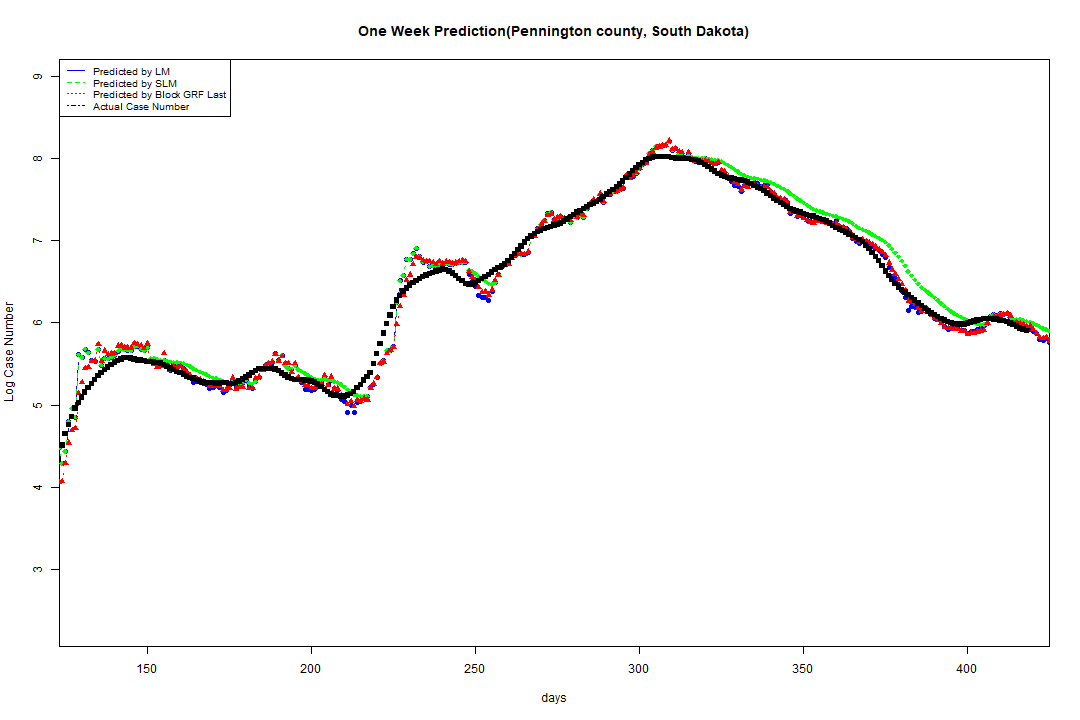 One Week Prediction(Pennington county, South Dakota)
Predicted by LM
Predicted by SLM
Predicted by Block GRF Last
Actual Case Number
Log Case Number
9
8
7
6
5
4
3
150 200 250 300 350 400
days